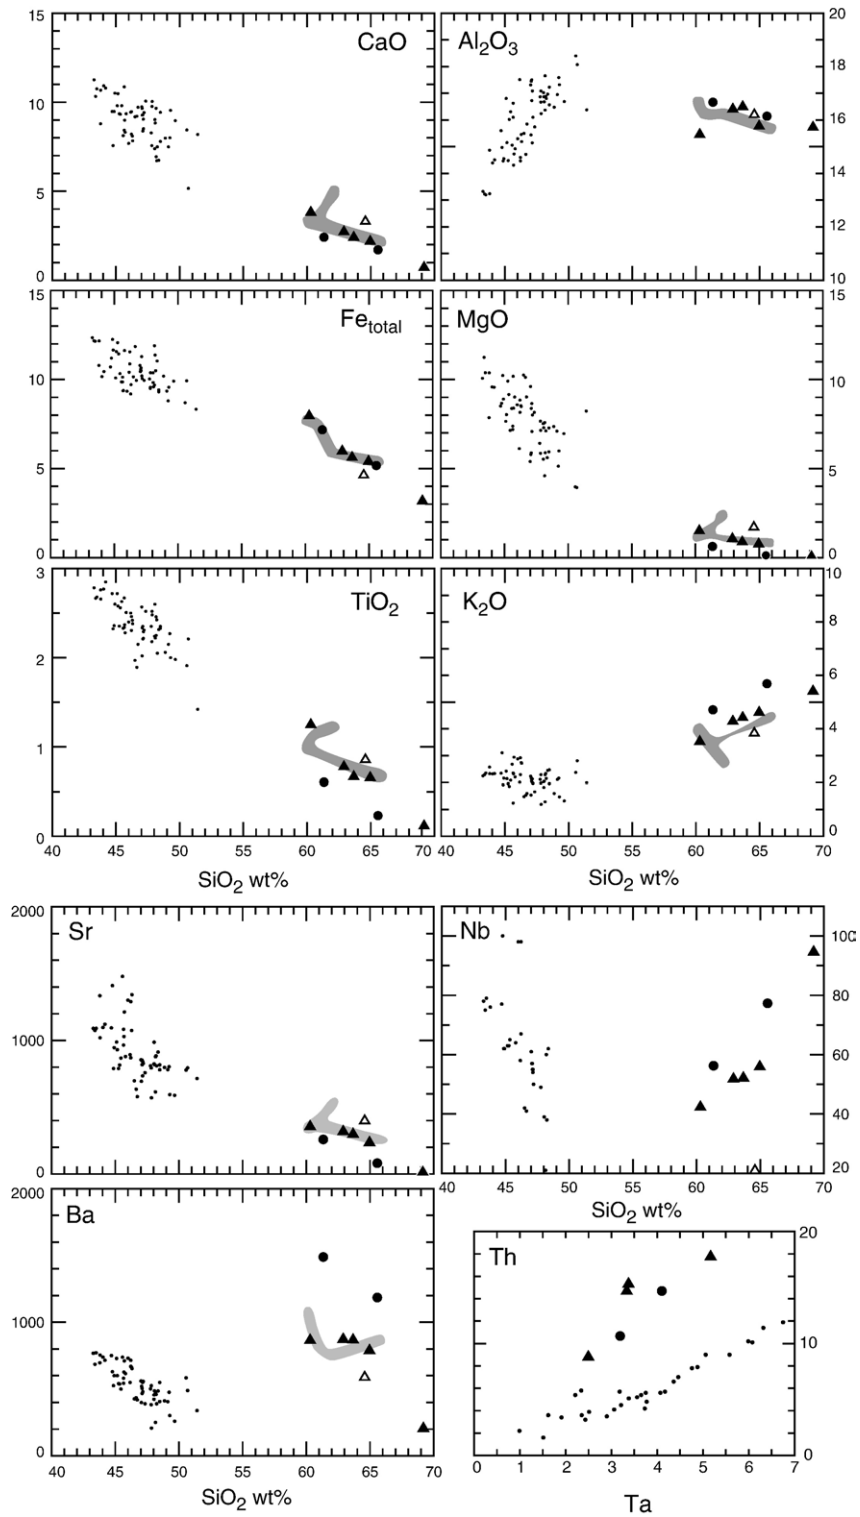 15 CaO Al2O3 20
18
10 16
5 14
12
0 10
15 Fetotal MgO 15
10 10
5 5
0 0
3 TiO2 K2O 10
8
2 6
1 4
2
0 0
45 50 55 60 65 70 45 50 55 60 65 70
SiO2 wt% SiO2 wt%
2000 Sr Nb 100
80
1000 60
40
0 20
45 50 55 60 65 70
SiO2 wt%
2000 Ba Th 20
1000 10
0 0
40 45 50 55 60 65 70 0 1 2 3 4 5 6 7
SiO2 wt% Ta